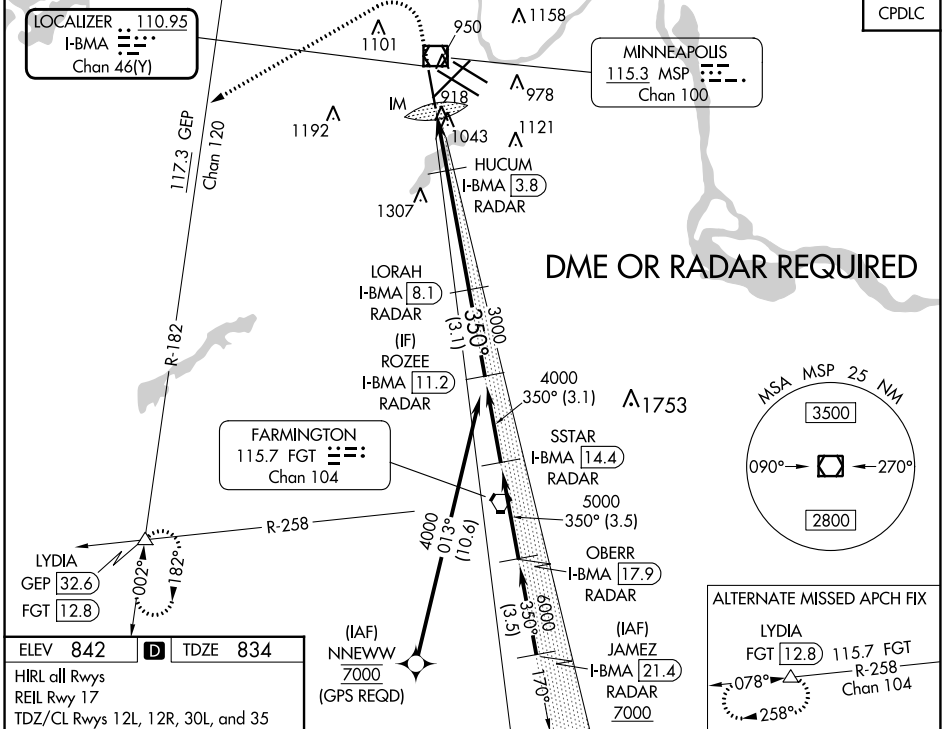 LOCALIZER 110.95
I-BMA
Chan 46(Y)
1101
950
1158
CPDLC
MINNEAPOLIS
115.3 MSP
Chan 100
117.3 GEP
Chan 120
1192
IM
918
978
1043
1121
HUCUM
I-BMA 3.8
RADAR
1307
DME OR RADAR REQUIRED
LORAH
I-BMA 8.1
RADAR
350°
(3.1)
3000
R-182
(IF)
ROZEE
I-BMA 11.2
RADAR
4000
350° (3.1)
1753
MSA MSP 25 NM
3500
090°
270°
2800
FARMINGTON
115.7 FGT
Chan 104
SSTAR
I-BMA 14.4
RADAR
5000
350° (3.5)
R-258
4000
013°
(10.6)
LYDIA
GEP 32.6
FGT 12.8
002°
182°
OBERR
I-BMA 17.9
RADAR
6000
350°
(3.5)
170°
(IAF)
NNEWW
7000
(GPS REQD)
(IAF)
JAMEZ
I-BMA 21.4
RADAR
7000
ALTERNATE MISSED APCH FIX
LYDIA
FGT 12.8 115.7 FGT
R-258
Chan 104
078°
258°
ELEV 842 D TDZE 834
HIRL all Rwys
REIL Rwy 17
TDZ/CL Rwys 12L, 12R, 30L, and 35